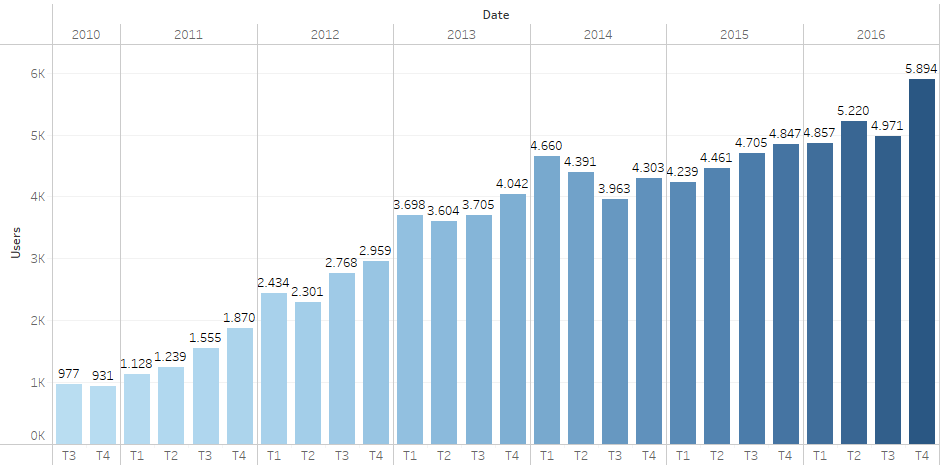 Date
2010 2011 2012 2013 2014 2015 2016
Users
6K
5K
4K
3K
2K
1K
0K
977 931 1.128 1.239 1.555 1.870 2.434 2.301 2.768 2.959 3.698 3.604 3.705 4.042 4.660 4.391 3.963 4.303 4.239 4.461 4.705 4.847 4.857 5.220 4.971 5.894
T3 T4 T1 T2 T3 T4 T1 T2 T3 T4 T1 T2 T3 T4 T1 T2 T3 T4 T1 T2 T3 T4 T1 T2 T3 T4